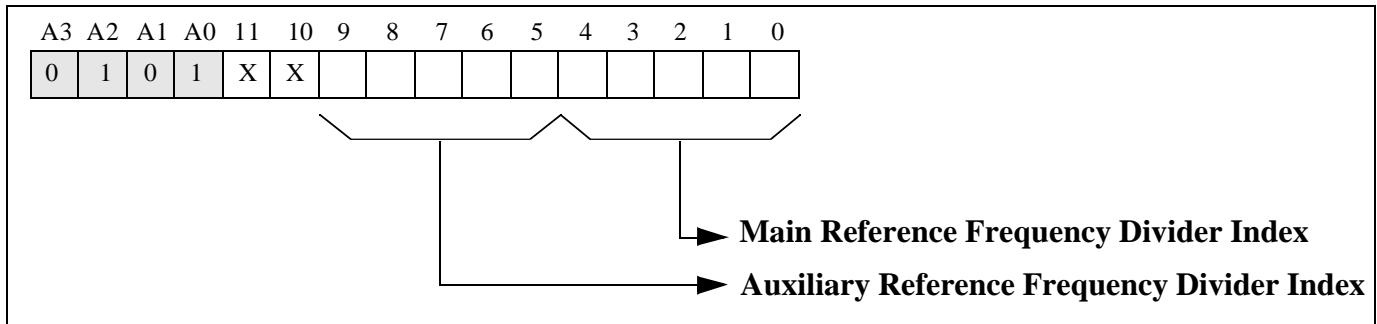 A3 A2 A1 A0 11 10 9 8 7 6 5 4 3 2 1 0
0 1 0 1 X X
Main Reference Frequency Divider Index
Auxiliary Reference Frequency Divider Index